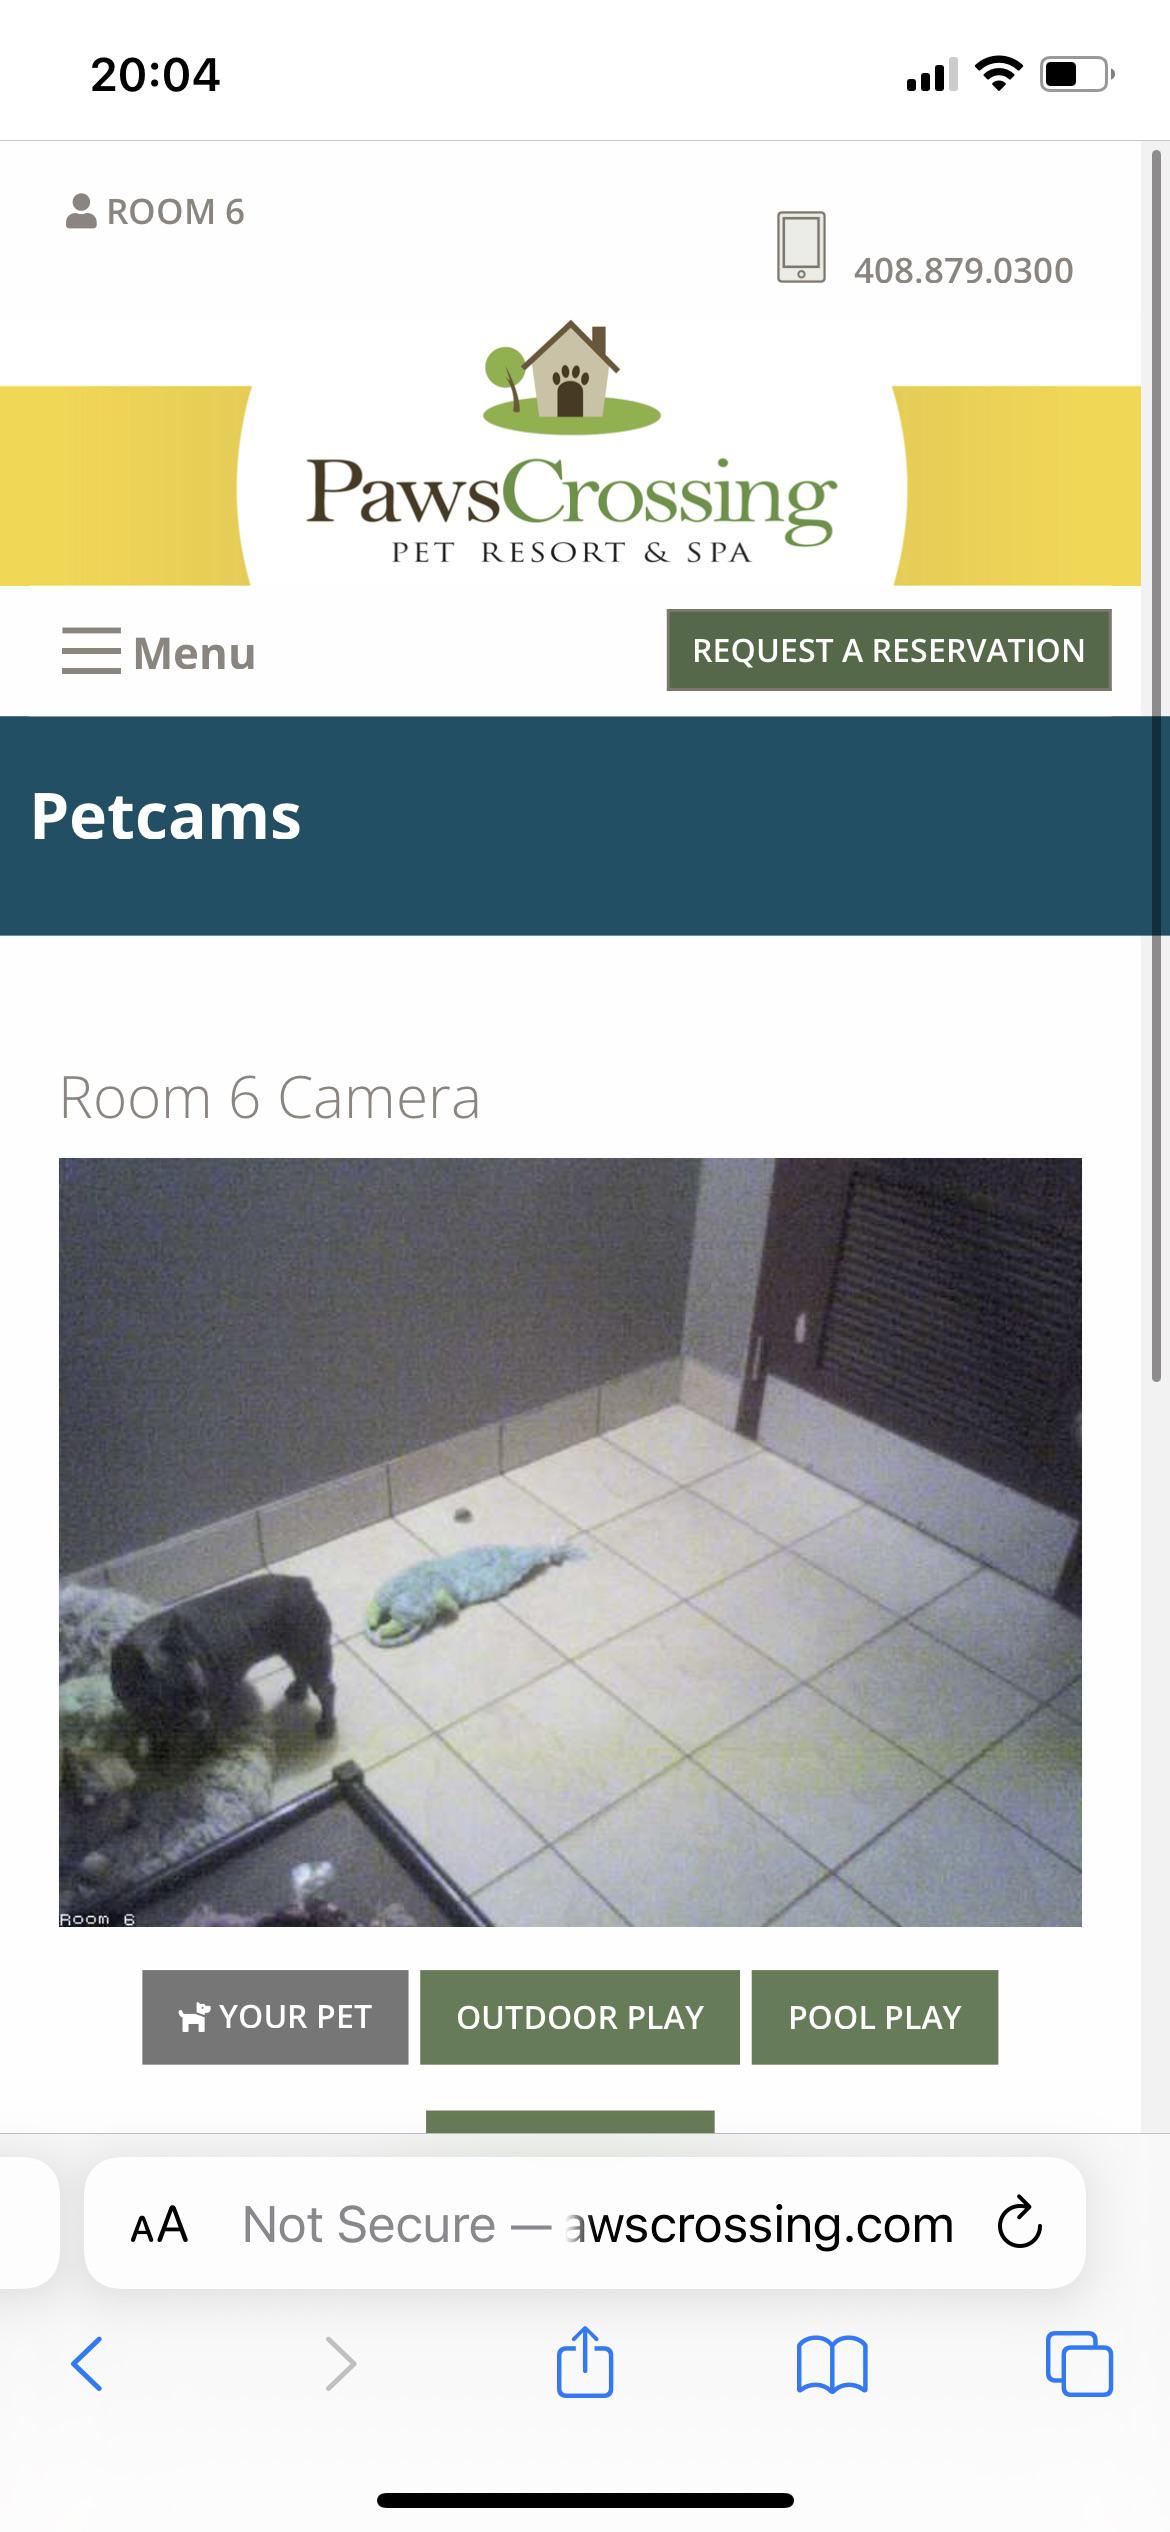 20:04
ROOM 6
408.879.0300
PawsCrossing
PET RESORT & SPA
Menu
REQUEST A RESERVATION
Petcams
Room 6 Camera
Room 6
YOUR PET
OUTDOOR PLAY
POOL PLAY
AA
Not Secure — awscrossing.com